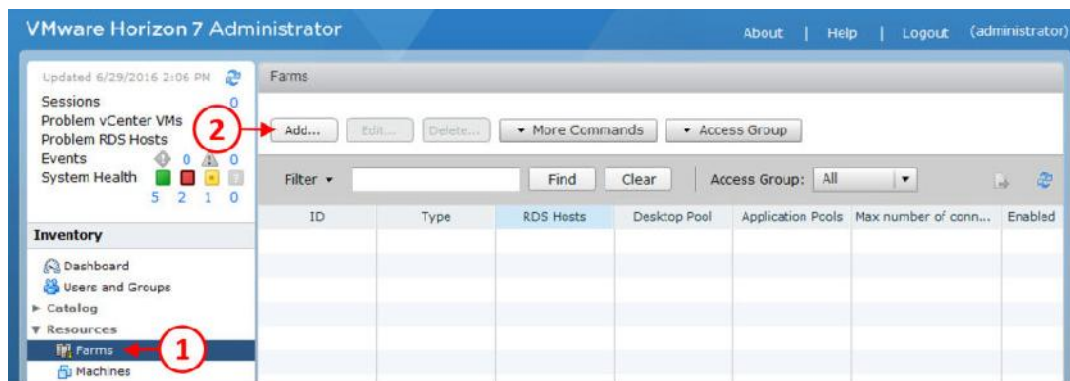 VMware Horizon 7 Administrator
About | Help | Logout (administrator)
Updated 6/29/2016 2:06 PM
Sessions 0
Problem vCenter VMs
Problem RDS Hosts
Events 0 0
System Health
5 2 1 0
Inventory
Dashboard
Users and Groups
Catalog
Resources
Farms
1
Machines
Farms
2
Add... Edit... Delete... More Commands Access Group
Filter Find Clear Access Group: All
ID Type RDS Hosts Desktop Pool Application Pools Max number of conn... Enabled